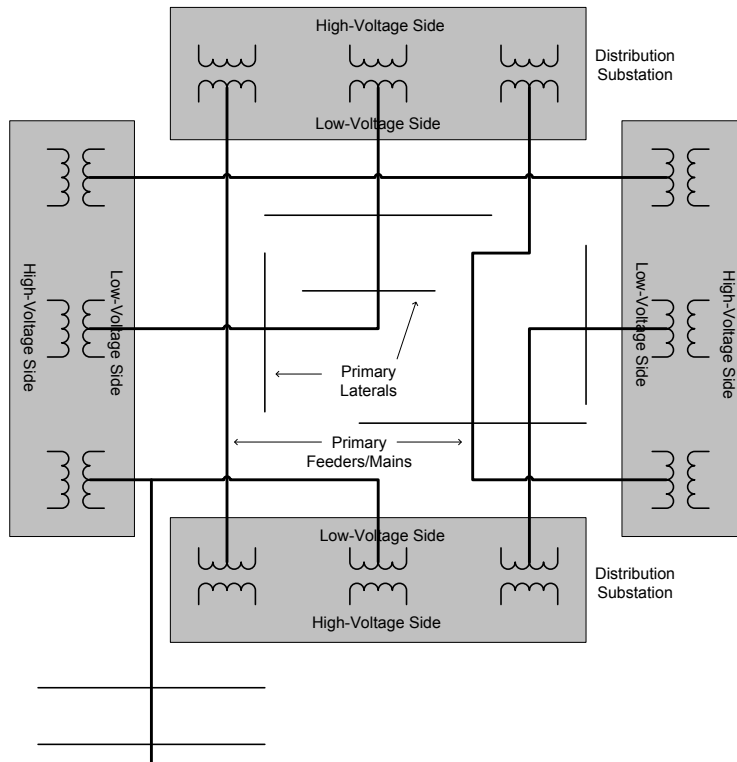 High-Voltage Side
Distribution
Substation
Low-Voltage Side
High-Voltage Side
Low-Voltage Side
Low-Voltage Side
High-Voltage Side
Primary
Laterals
Primary
Feeders/Mains
Low-Voltage Side
Distribution
Substation
High-Voltage Side